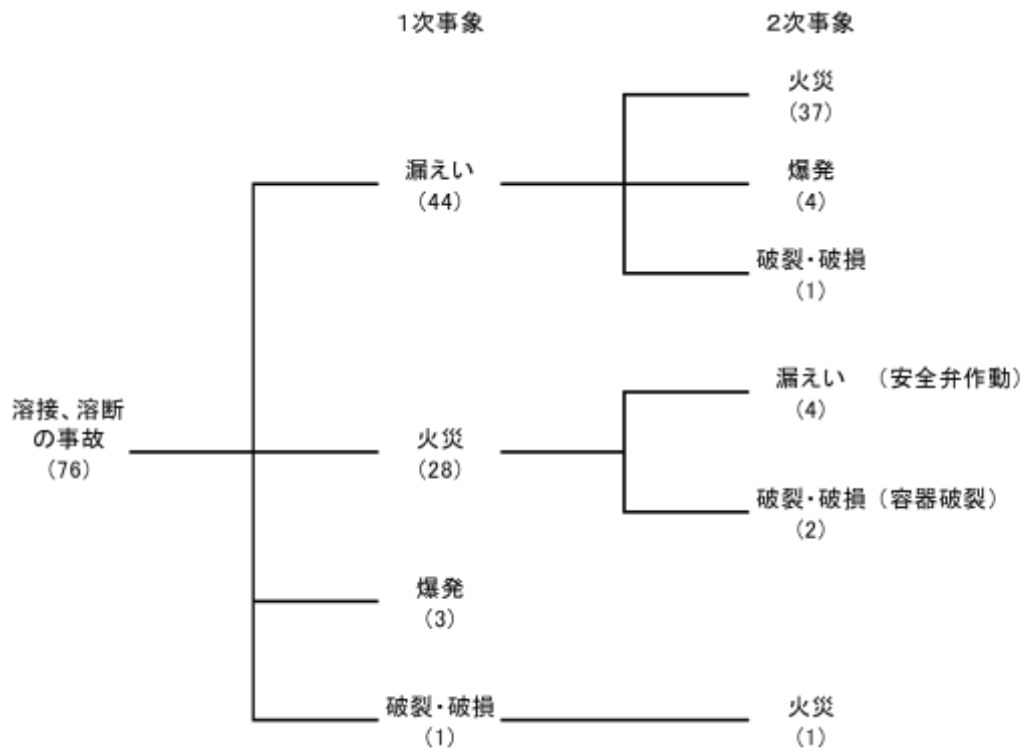 1次事象
2次事象
火災
(37)
漏えい
(44)
爆発
(4)
破裂・破損
(1)
漏えい (安全弁作動)
(4)
溶接、溶断
の事故
(76)
火災
(28)
破裂・破損 (容器破裂)
(2)
爆発
(3)
破裂・破損
(1)
火災
(1)